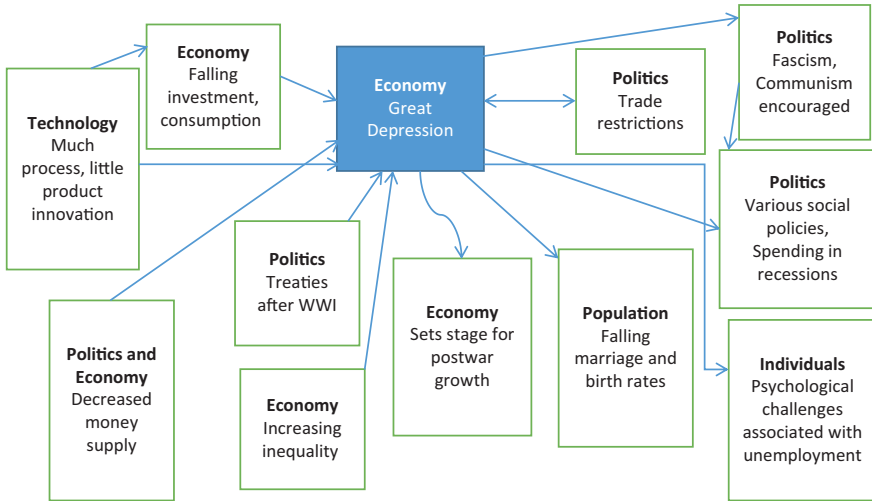 Economy
Falling
investment,
consumption
Technology
Much
process, little
product
innovation
Economy
Great
Depression
Politics
Trade
restrictions
Politics
Fascism,
Communism
encouraged
Politics
Various social
policies,
Spending in
recessions
Politics
Treaties
after WWI
Politics and
Economy
Decreased
money
supply
Economy
Increasing
inequality
Economy
Sets stage for
postwar
growth
Population
Falling
marriage and
birth rates
Individuals
Psychological
challenges
associated with
unemployment